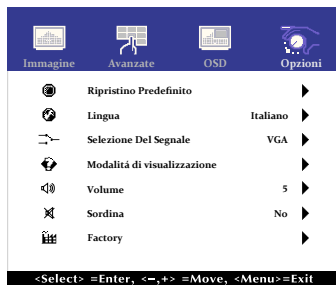 Immagine Avanzate OSD Opzioni
Ripristino Predefinito
Lingua Italiano
Selezione Del Segnale VGA
Modalitá di visualizzazione
Volume 5
Sordina No
Factory
<Select> =Enter, <–,+> =Move, <Menu>=Exit